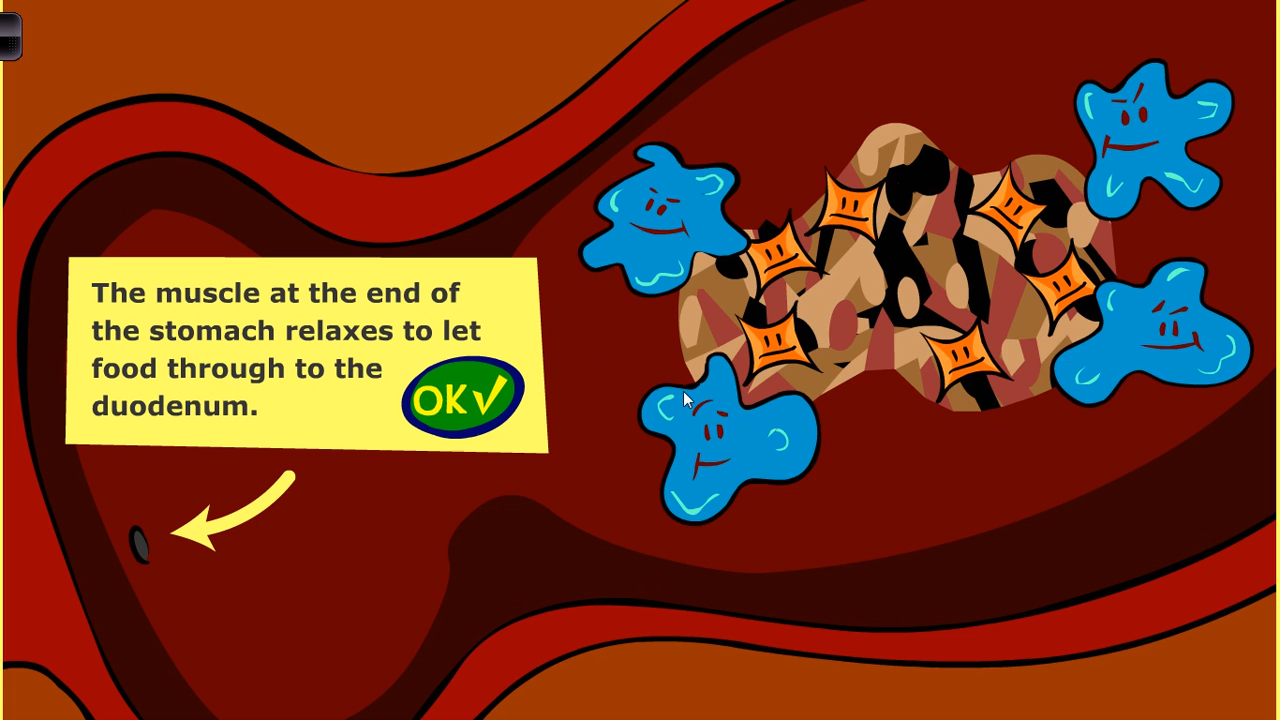 The muscle at the end of
the stomach relaxes to let
food through to the
duodenum.
OK